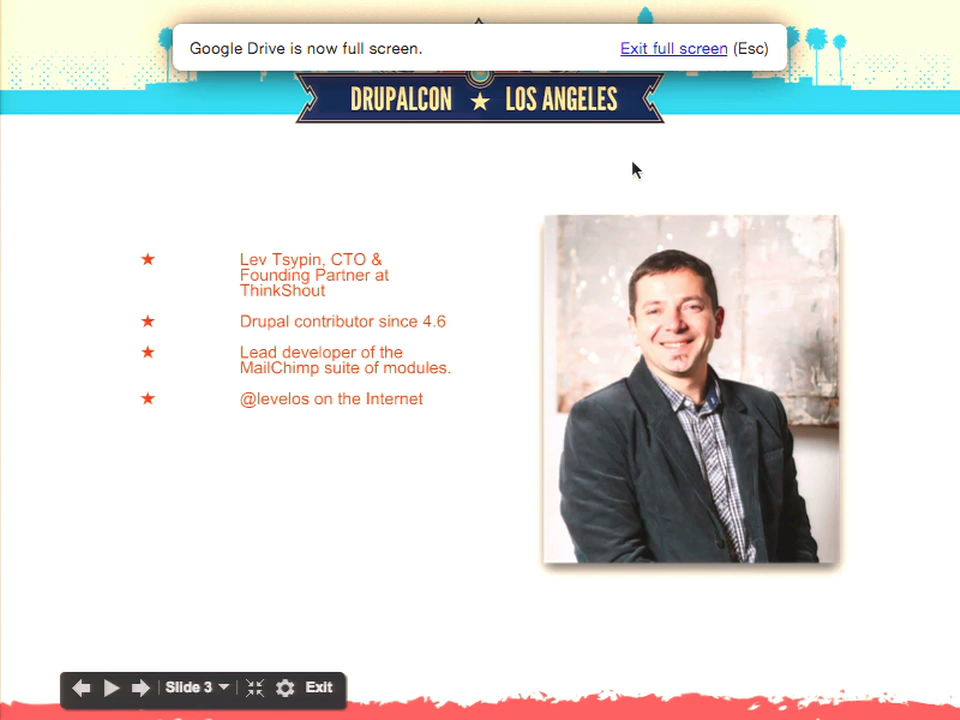 Google Drive is now full screen. Exit full screen (Esc)
DRUPALCON ★ LOS ANGELES
★ Lev Tsypin, CTO &
Founding Partner at
ThinkShout
★ Drupal contributor since 4.6
★ Lead developer of the
MailChimp suite of modules.
★ @levelos on the Internet
Slide 3 Exit